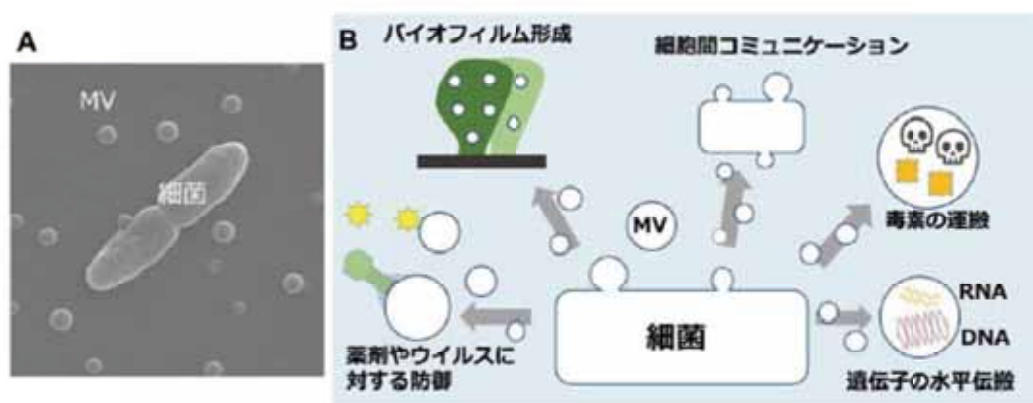 A
MV
細菌
B
バイオフィルム形成
細胞間コミュニケーション
MV
毒素の運搬
細菌
RNA
DNA
薬剤やウイルスに
対する防御
遺伝子の水平伝搬